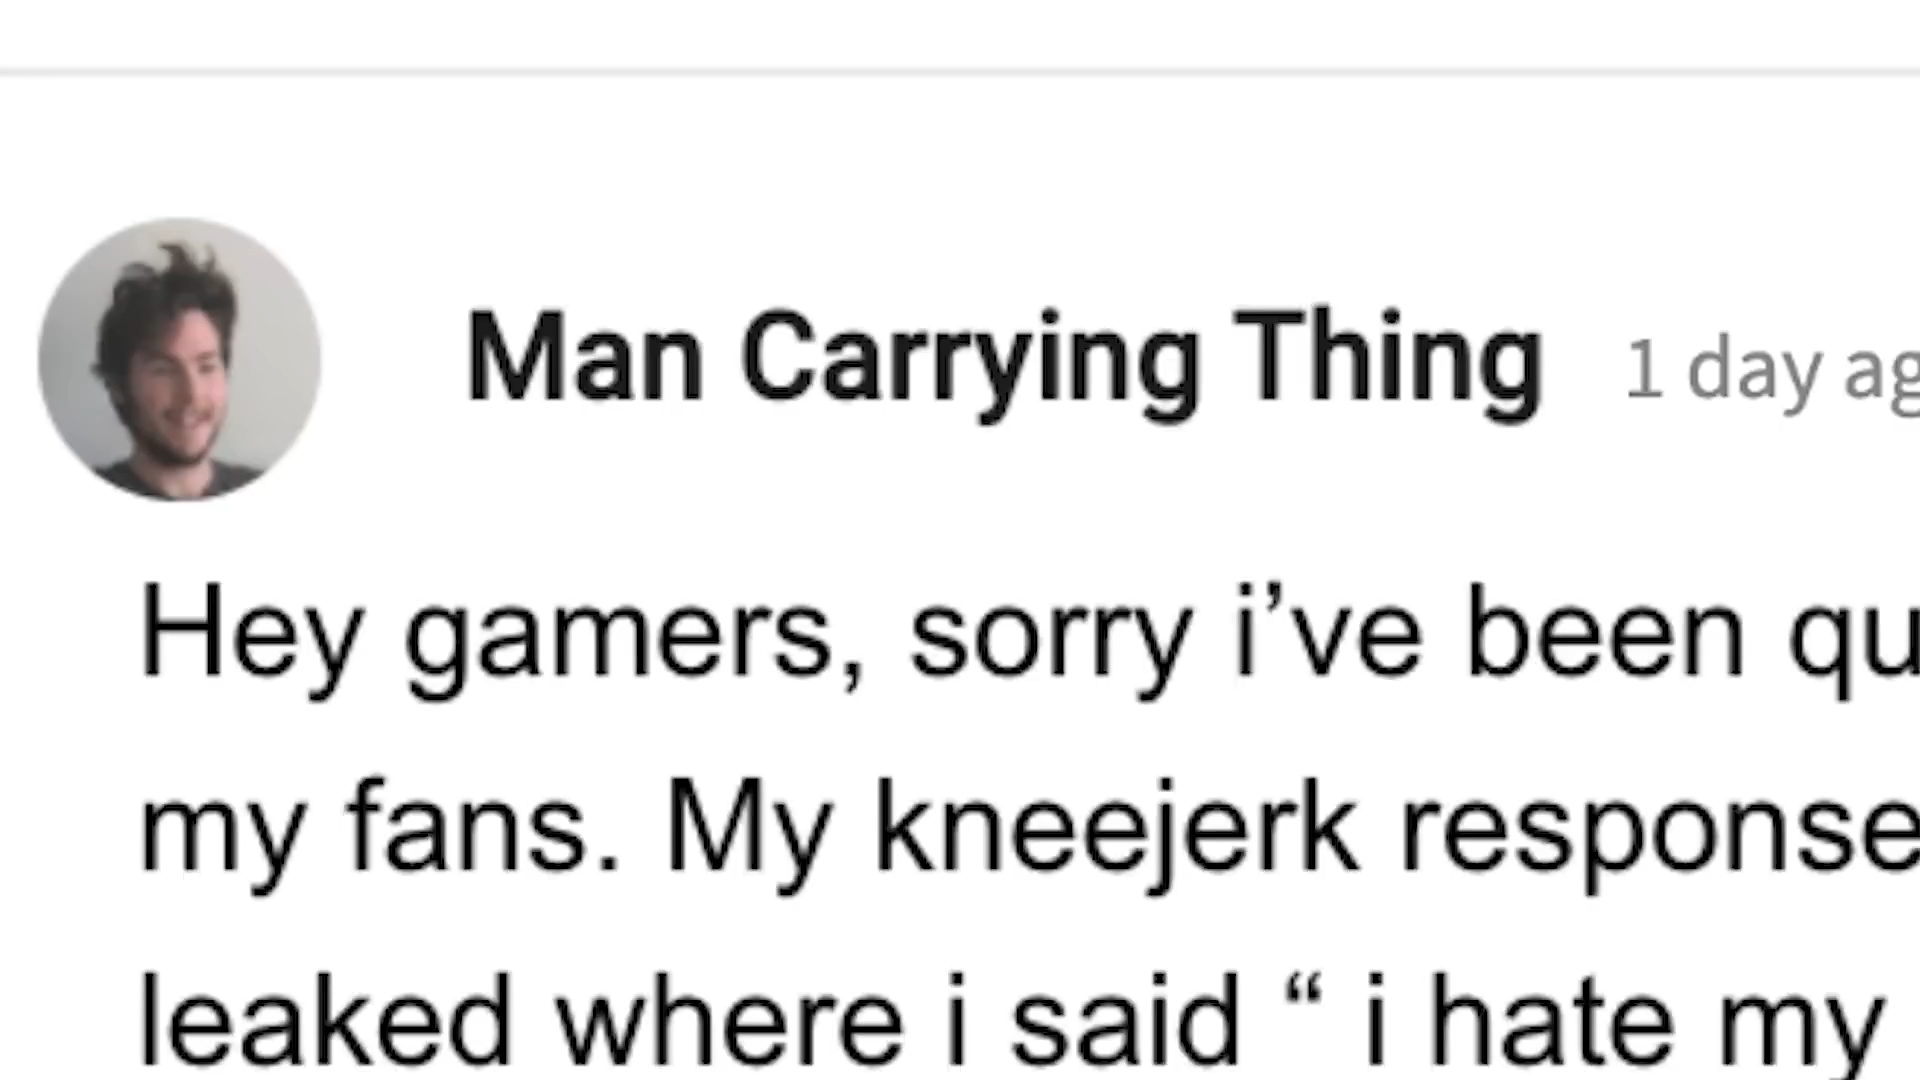 Man Carrying Thing 1 day ag
Hey gamers, sorry i’ve been qu
my fans. My kneejerk response
leaked where i said “ i hate my